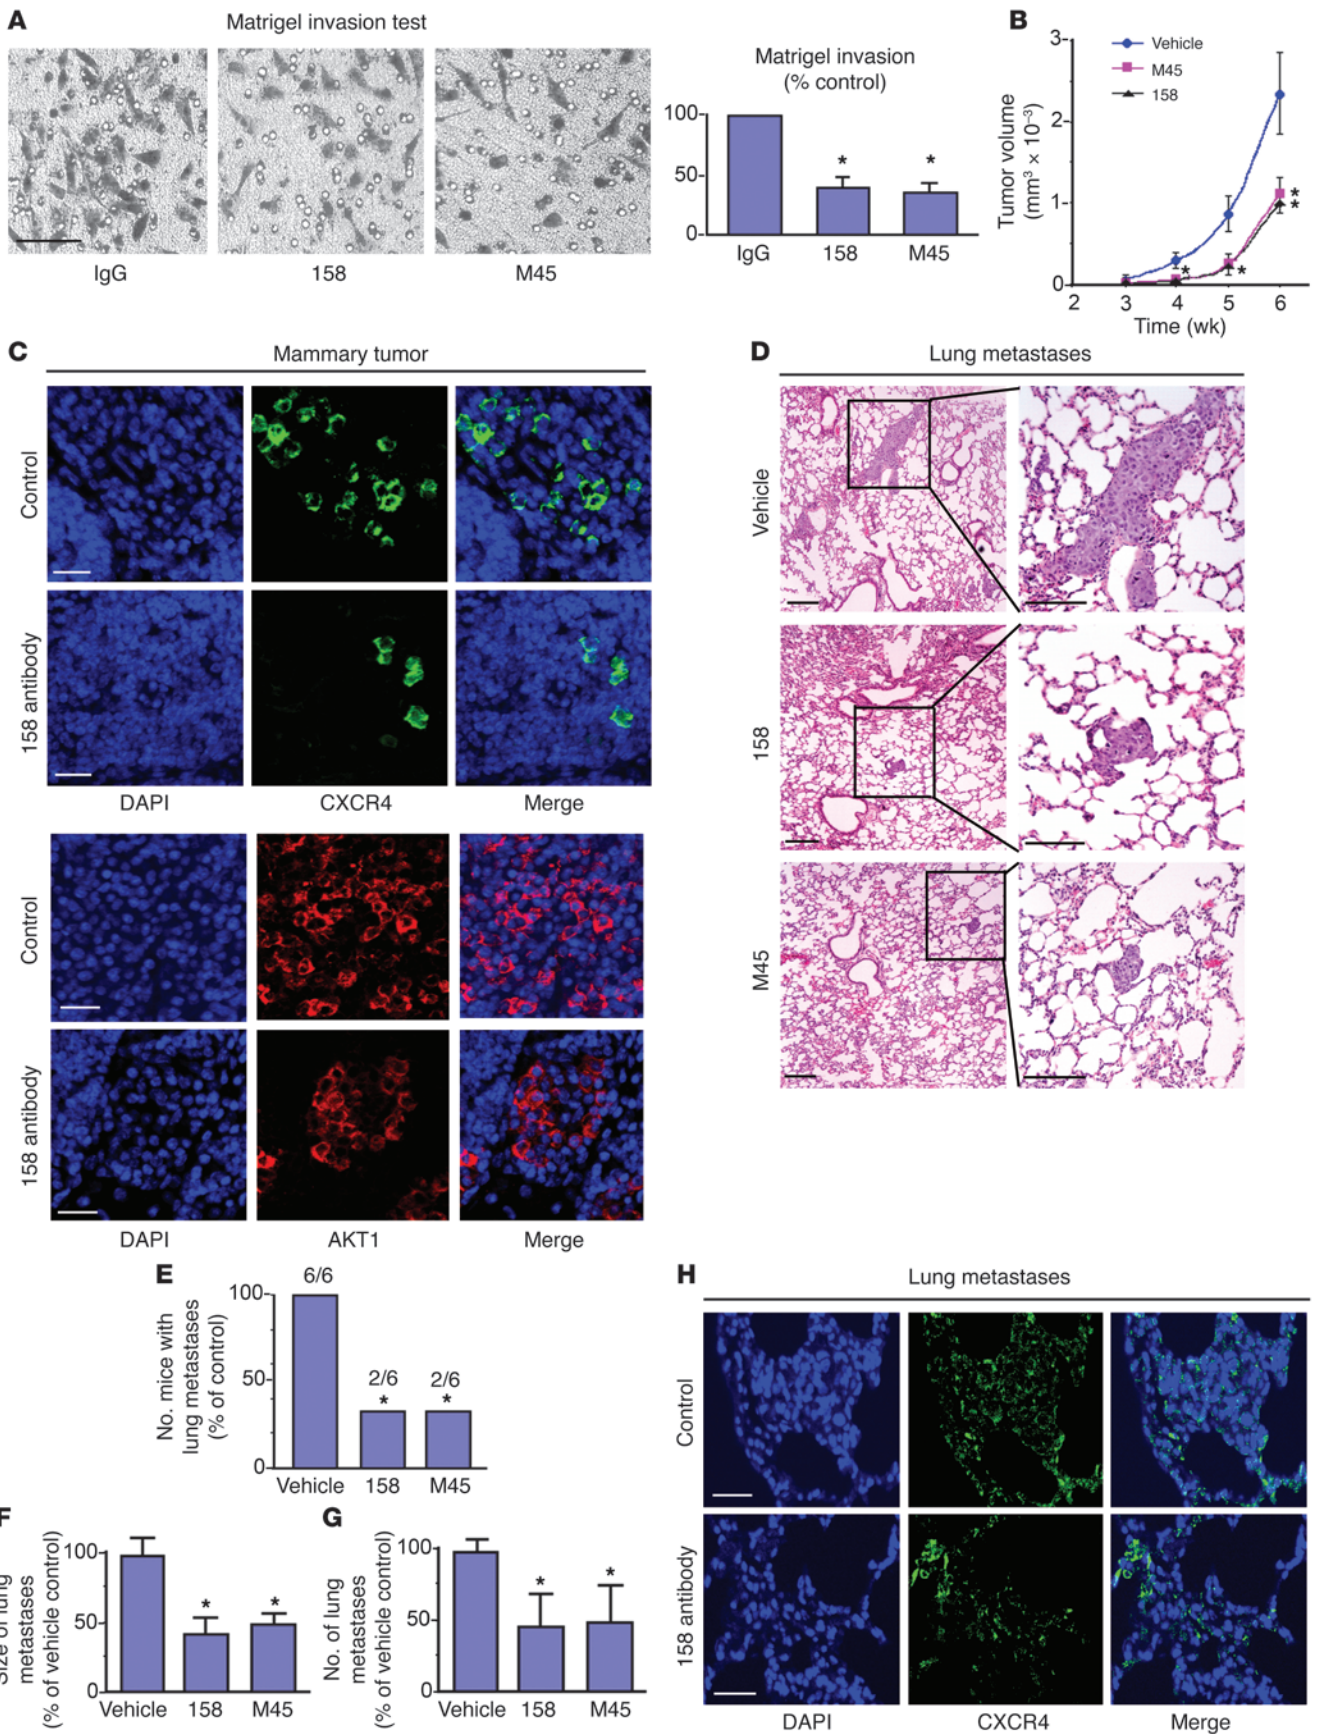 A
Matrigel invasion test
IgG
158
M45
Matrigel invasion
(% control)
100
50
0
*
*
IgG
158
M45
B
Tumor volume
(mm³ × 10⁻³)
3
2
1
0
Vehicle
M45
158
*
*
*
*
2
3
4
5
6
Time (wk)
C
Mammary tumor
Control
158 antibody
DAPI
CXCR4
Merge
Control
158 antibody
DAPI
AKT1
Merge
D
Lung metastases
Vehicle
158
M45
E
No. mice with
lung metastases
(% of control)
100
50
0
6/6
2/6
*
2/6
*
Vehicle
158
M45
F
Size of lung
metastases
(% of vehicle control)
100
50
0
*
*
Vehicle
158
M45
G
No. of lung
metastases
(% of vehicle control)
100
50
0
*
*
Vehicle
158
M45
H
Lung metastases
Control
158 antibody
DAPI
CXCR4
Merge